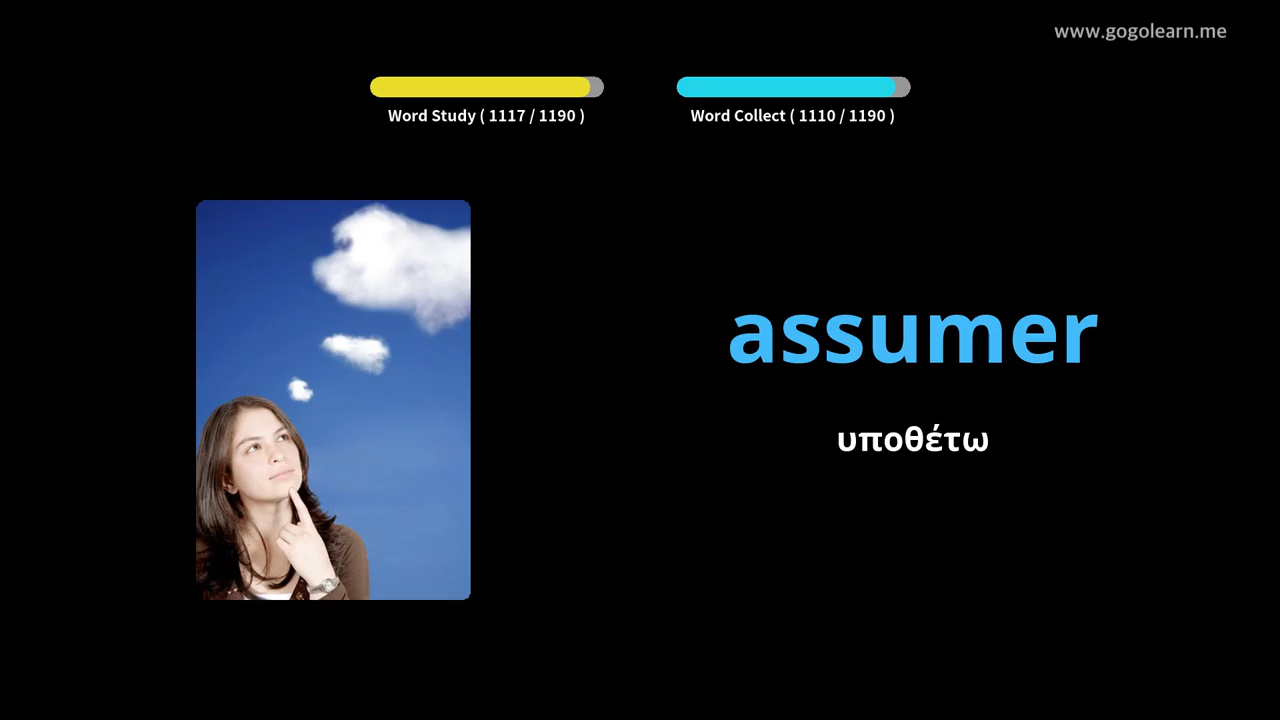 www.gogolearn.me
Word Study ( 1117 / 1190 )
Word Collect ( 1110 / 1190 )
assumer
υποθέτω